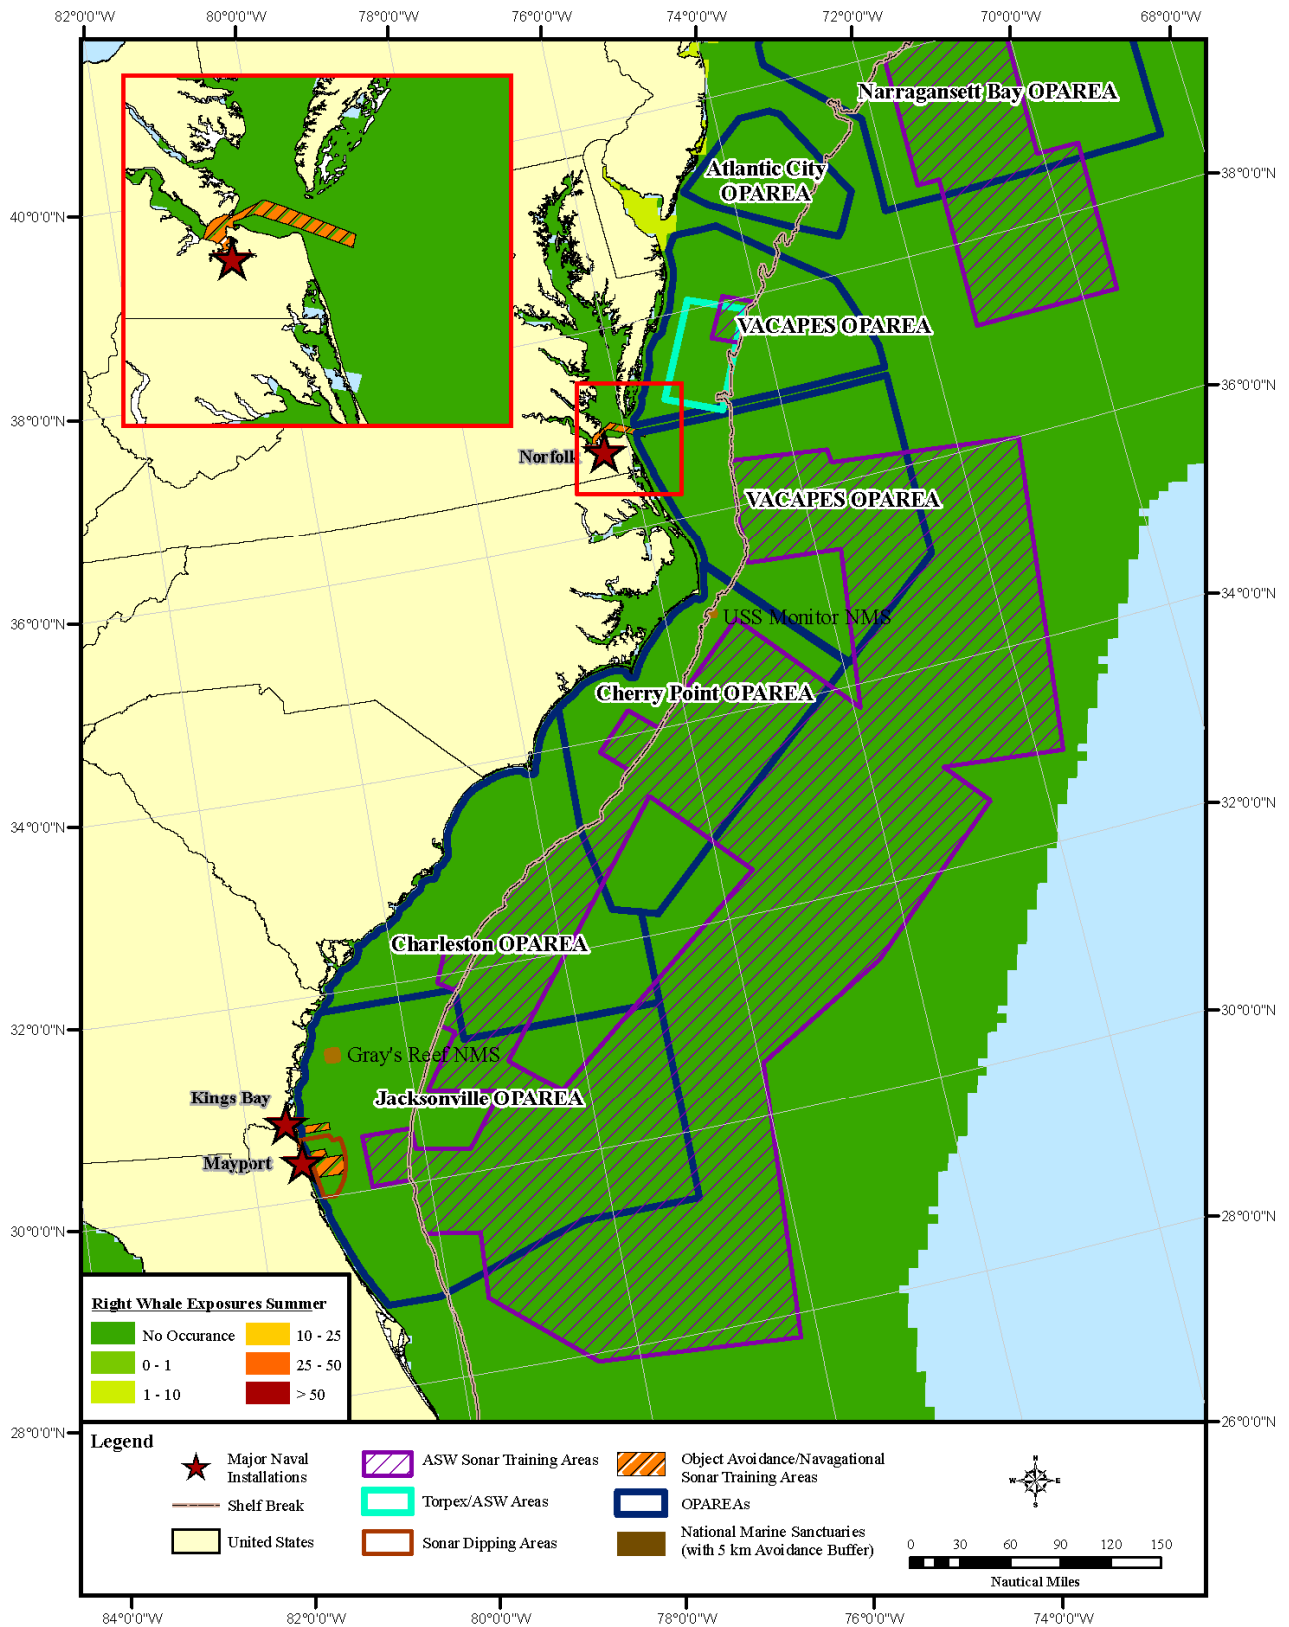 82°0'0"W 80°0'0"W 78°0'0"W 76°0'0"W 74°0'0"W 72°0'0"W 70°0'0"W 68°0'0"W
Narragansett Bay OPAREA
Atlantic City
OPAREA
38°0'0"N
40°0'0"N
VACAPES OPAREA
36°0'0"N
38°0'0"N
Norfolk
VACAPES OPAREA
34°0'0"N
USS Monitor NMS
36°0'0"N
Cherry Point OPAREA
32°0'0"N
34°0'0"N
Charleston OPAREA
30°0'0"N
32°0'0"N
Gray's Reef NMS
Kings Bay
Jacksonville OPAREA
Mayport
28°0'0"N
30°0'0"N
Right Whale Exposures Summer
No Occurance
10 - 25
0 - 1
25 - 50
1 - 10
> 50
26°0'0"N
28°0'0"N
Legend
Major Naval
Installations
Shelf Break
United States
ASW Sonar Training Areas
Torpex/ASW Areas
Sonar Dipping Areas
Object Avoidance/Navagational
Sonar Training Areas
OPAREAs
National Marine Sanctuaries
(with 5 km Avoidance Buffer)
N
W E
S
0 30 60 90 120 150
Nautical Miles
84°0'0"W 82°0'0"W 80°0'0"W 78°0'0"W 76°0'0"W 74°0'0"W